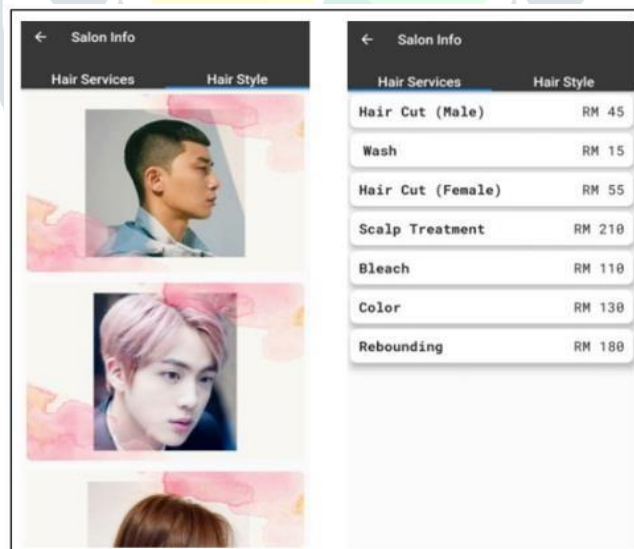 Salon Info
Hair Services Hair Style
Salon Info
Hair Services Hair Style
Hair Cut (Male) RM 45
Wash RM 15
Hair Cut (Female) RM 55
Scalp Treatment RM 210
Bleach RM 110
Color RM 130
Rebounding RM 180